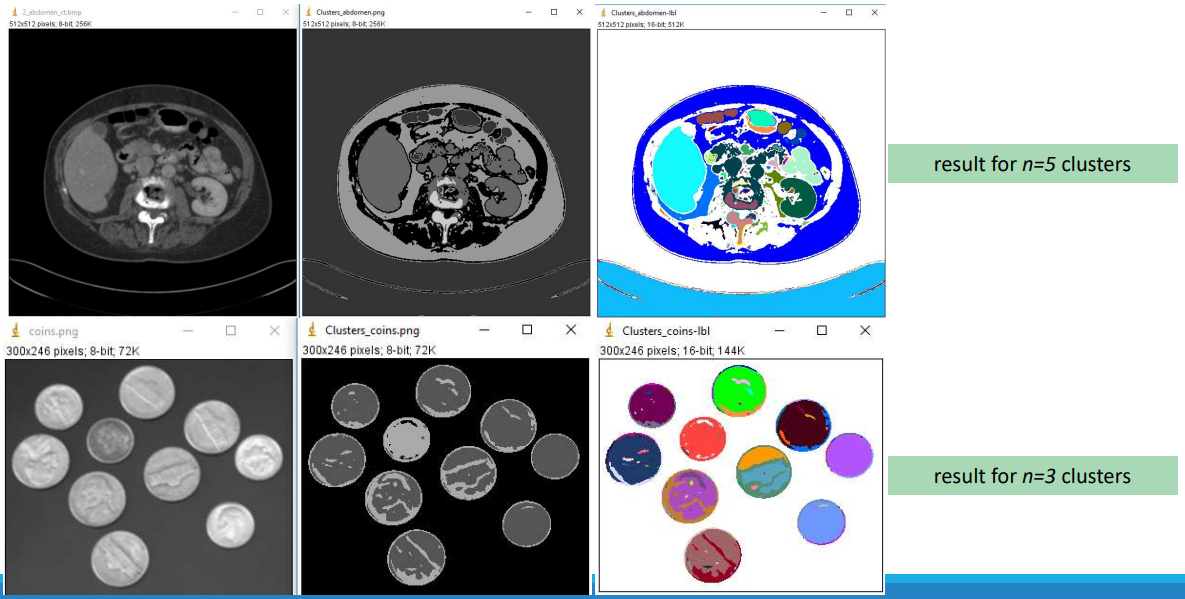 2_abdomen_ct.bmp
512x512 pixels; 8-bit; 256K
Clusters_abdomen.png
512x512 pixels; 8-bit; 256K
Clusters_abdomen-lbl
512x512 pixels; 16-bit; 512K
result for n=5 clusters
coins.png
300x246 pixels; 8-bit; 72K
Clusters_coins.png
300x246 pixels; 8-bit; 72K
Clusters_coins-lbl
300x246 pixels; 16-bit; 144K
result for n=3 clusters